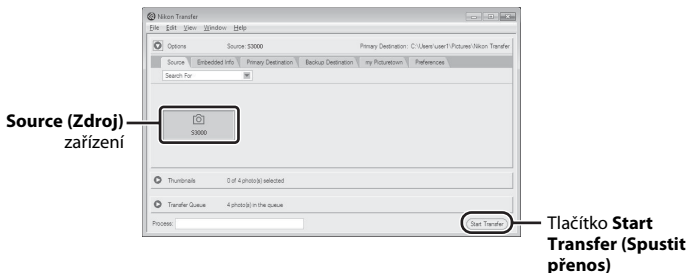 Nikon Transfer
File Edit View Window Help
Options Source: S3000 Primary Destination: C:\Users\user1\Pictures\Nikon Transfer
Source Embedded Info Primary Destination Backup Destination my Picturetown Preferences
Search For
S3000
Source (Zdroj)
zařízení
Thumbnails 0 of 4 photo(s) selected
Transfer Queue 4 photo(s) in the queue
Process: Start Transfer
Tlačítko Start
Transfer (Spustit
přenos)